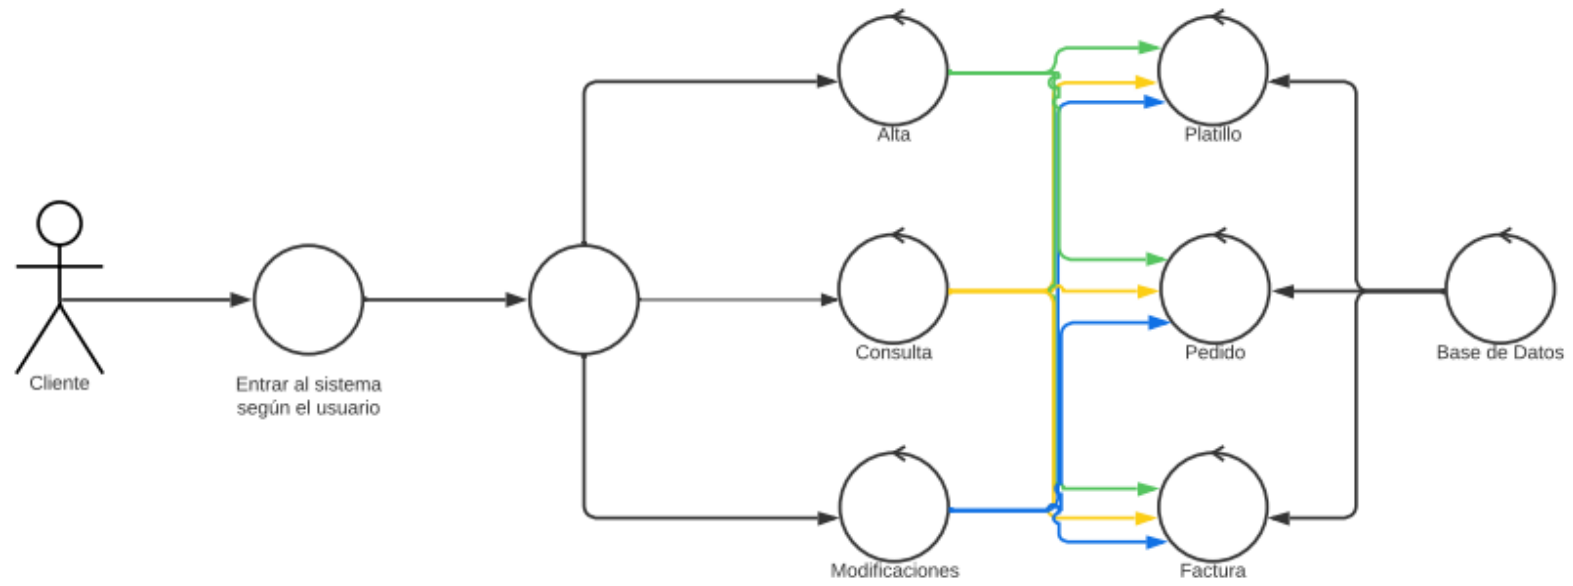 Cliente
Entrar al sistema
según el usuario
Alta
Consulta
Modificaciones
Platillo
Pedido
Factura
Base de Datos